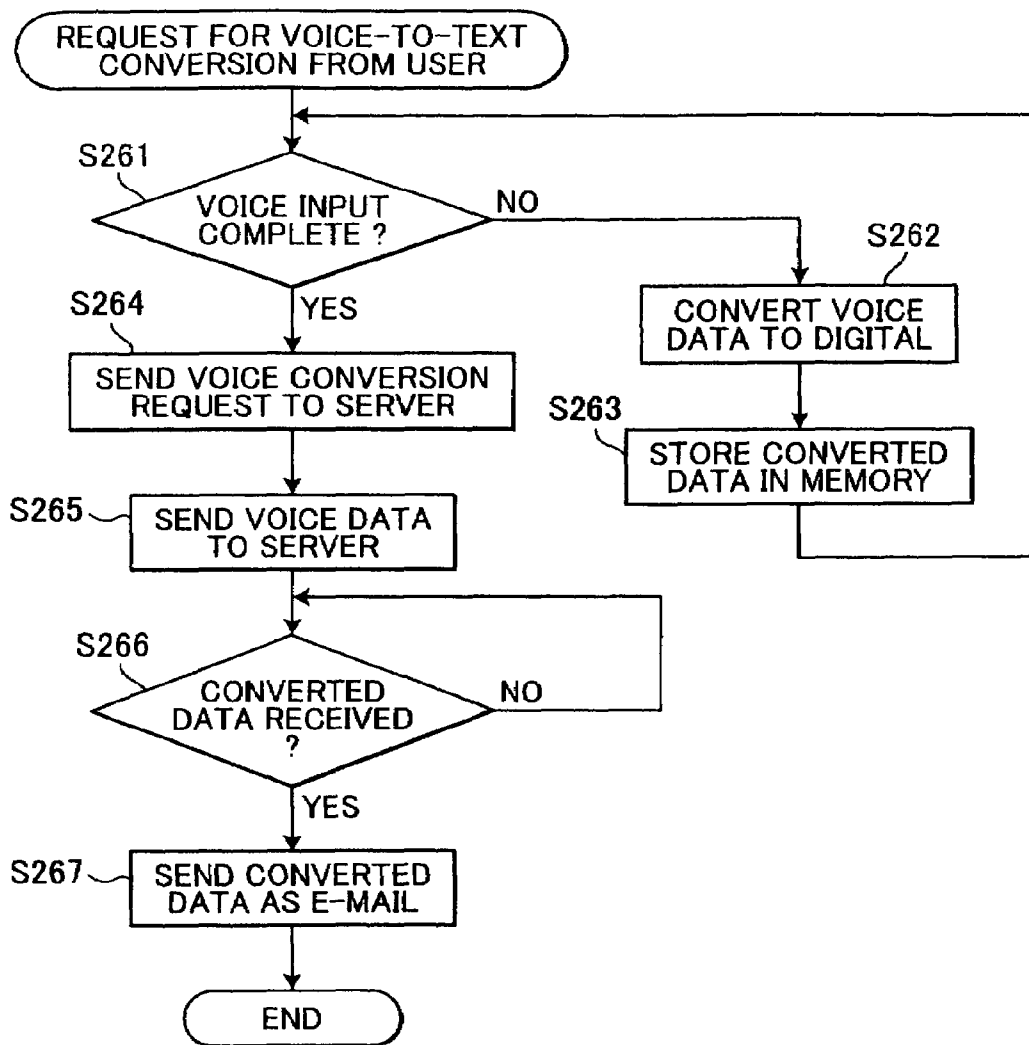 REQUEST FOR VOICE-TO-TEXT
CONVERSION FROM USER
S261
VOICE INPUT
COMPLETE ?
NO
YES
S262
CONVERT VOICE
DATA TO DIGITAL
S263
STORE CONVERTED
DATA IN MEMORY
S264
SEND VOICE CONVERSION
REQUEST TO SERVER
S265
SEND VOICE DATA
TO SERVER
S266
CONVERTED
DATA RECEIVED
?
NO
YES
S267
SEND CONVERTED
DATA AS E-MAIL
END